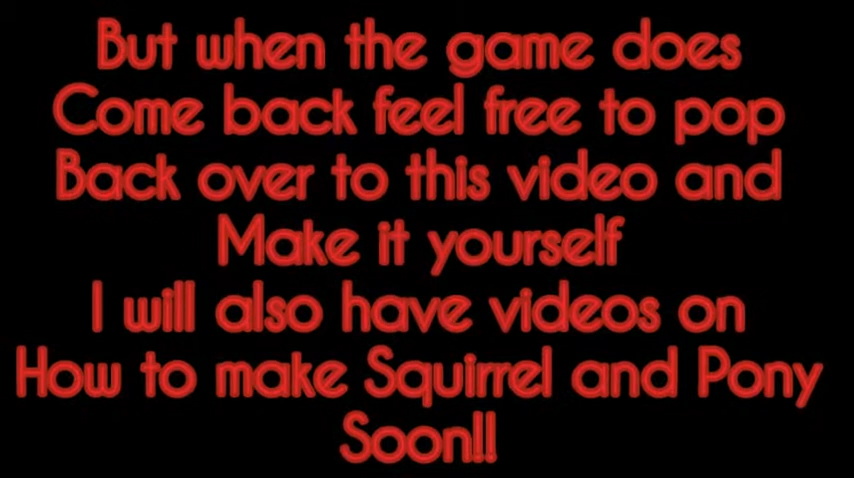 But when the game does
Come back feel free to pop
Back over to this video and
Make it yourself
I will also have videos on
How to make Squirrel and Pony
Soon!!